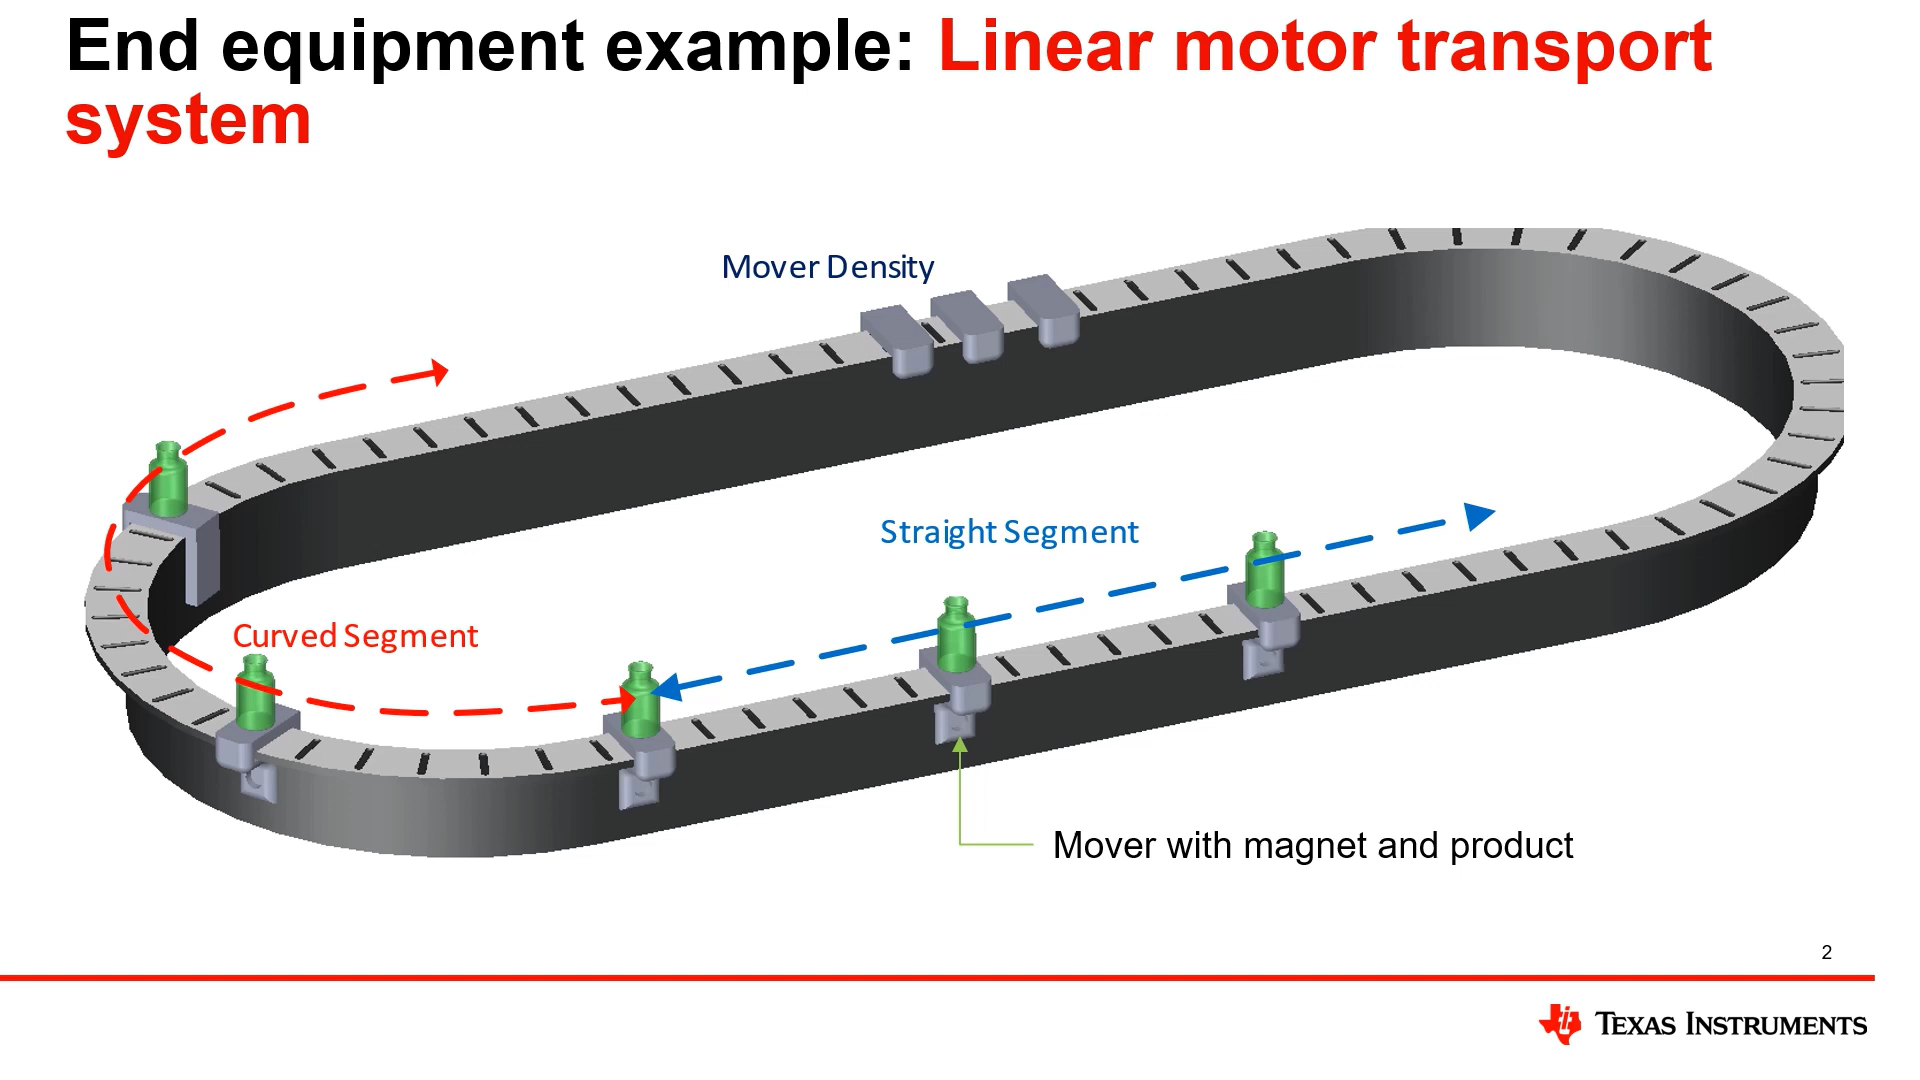 End equipment example: Linear motor transport
system
Mover Density
Straight Segment
Curved Segment
Mover with magnet and product
2
TEXAS INSTRUMENTS